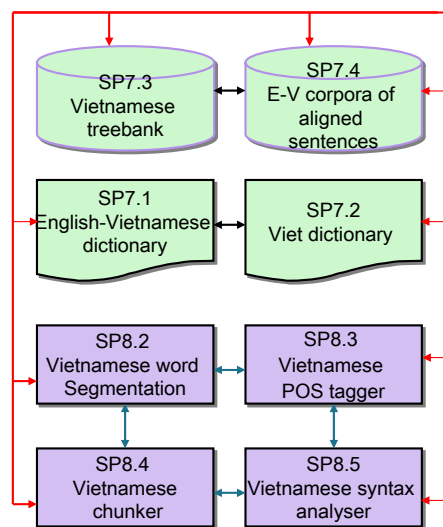 SP7.3
Vietnamese
treebank
SP7.4
E-V corpora of
aligned
sentences
SP7.1
English-Vietnamese
dictionary
SP7.2
Viet dictionary
SP8.2
Vietnamese word
Segmentation
SP8.3
Vietnamese
POS tagger
SP8.4
Vietnamese
chunker
SP8.5
Vietnamese syntax
analyser